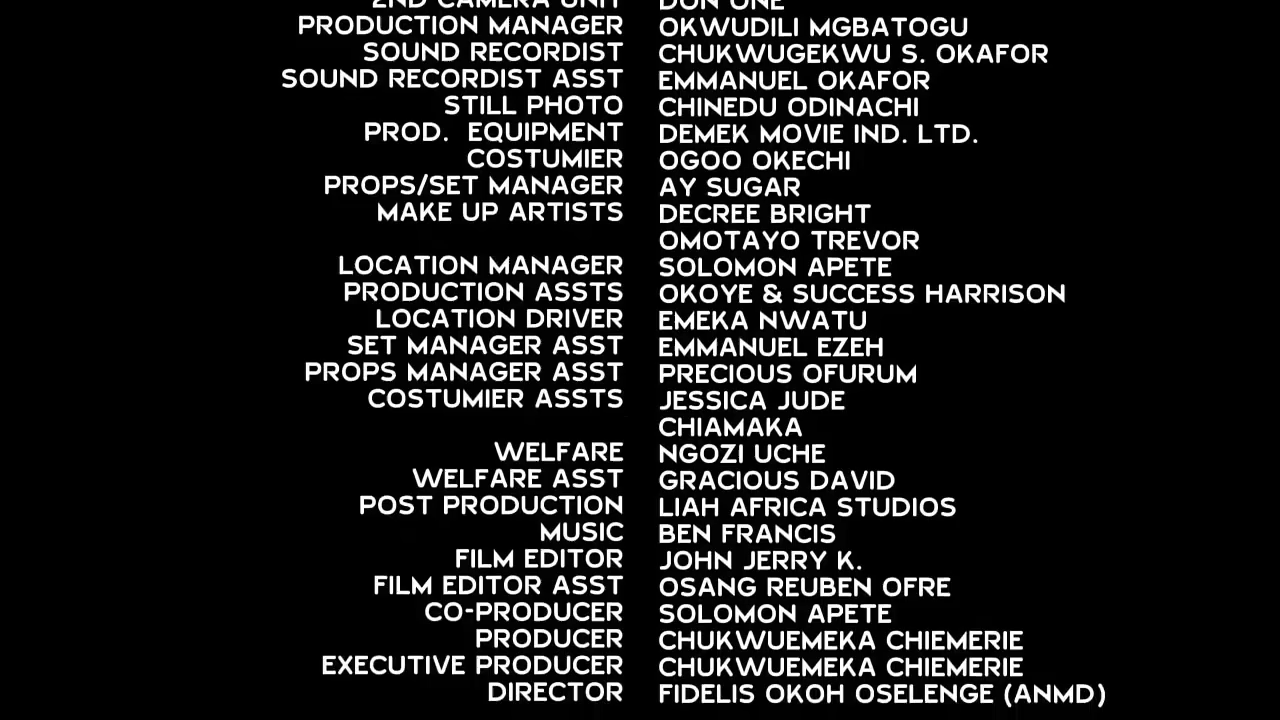 2ND CAMERA UNIT DON ONE
PRODUCTION MANAGER OKWUDILI MGBATOGU
SOUND RECORDIST CHUKWUGEKWU S. OKAFOR
SOUND RECORDIST ASST EMMANUEL OKAFOR
STILL PHOTO CHINEDU ODINACHI
PROD. EQUIPMENT DEMEK MOVIE IND. LTD.
COSTUMIER OGOO OKECHI
PROPS/SET MANAGER AY SUGAR
MAKE UP ARTISTS DECREE BRIGHT
OMOTAYO TREVOR
LOCATION MANAGER SOLOMON APETE
PRODUCTION ASSTS OKOYE & SUCCESS HARRISON
LOCATION DRIVER EMEKA NWATU
SET MANAGER ASST EMMANUEL EZEH
PROPS MANAGER ASST PRECIOUS OFURUM
COSTUMIER ASSTS JESSICA JUDE
CHIAMAKA
WELFARE NGOZI UCHE
WELFARE ASST GRACIOUS DAVID
POST PRODUCTION LIAH AFRICA STUDIOS
MUSIC BEN FRANCIS
FILM EDITOR JOHN JERRY K.
FILM EDITOR ASST OSANG REUBEN OFRE
CO-PRODUCER SOLOMON APETE
PRODUCER CHUKWUEMEKA CHIEMERIE
EXECUTIVE PRODUCER CHUKWUEMEKA CHIEMERIE
DIRECTOR FIDELIS OKOH OSELENGE (ANMD)